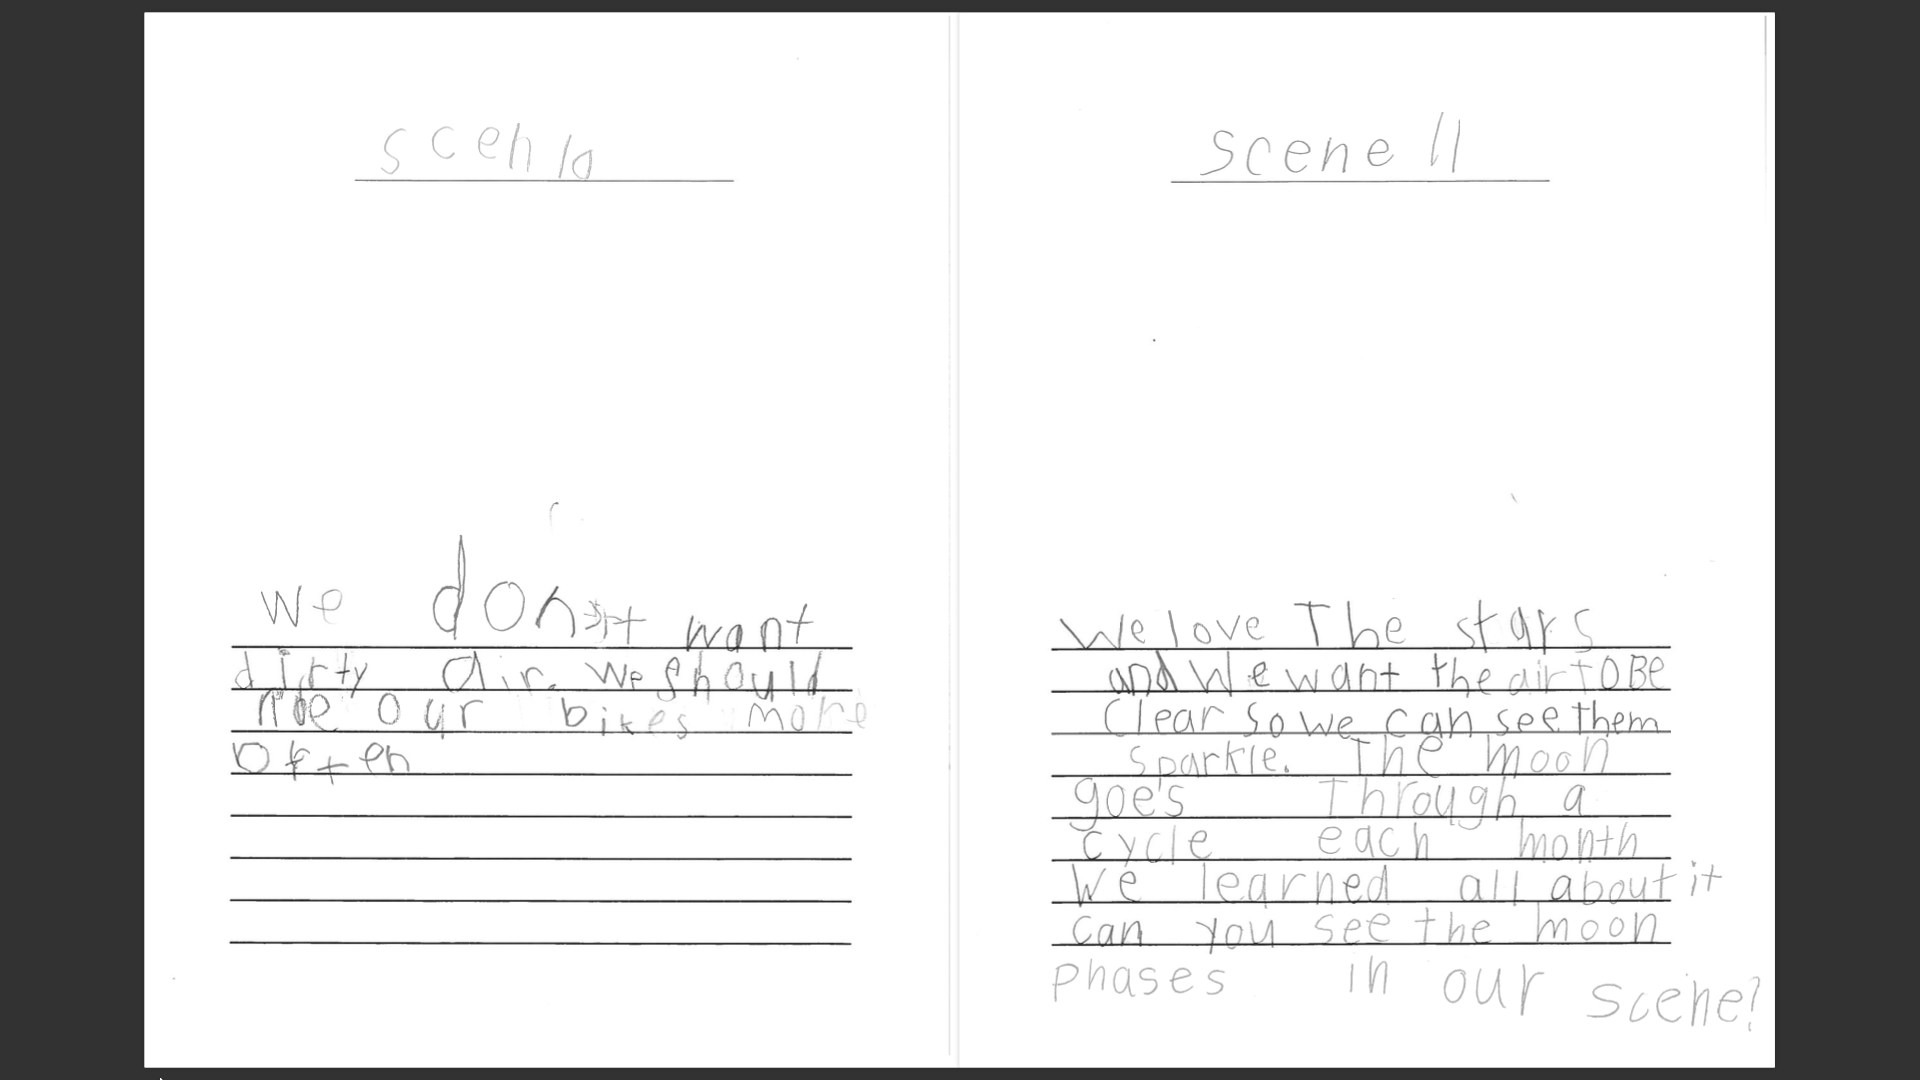 scen 10
we don't want
dirty air. we should
ride our bikes more
often
scene 11
We love The stars
and We want the air TO BE
Clear So we can see them
sparkle. The moon
goe's Through a
cycle each month
We learned all about it
can you see the moon
phases in our scene?